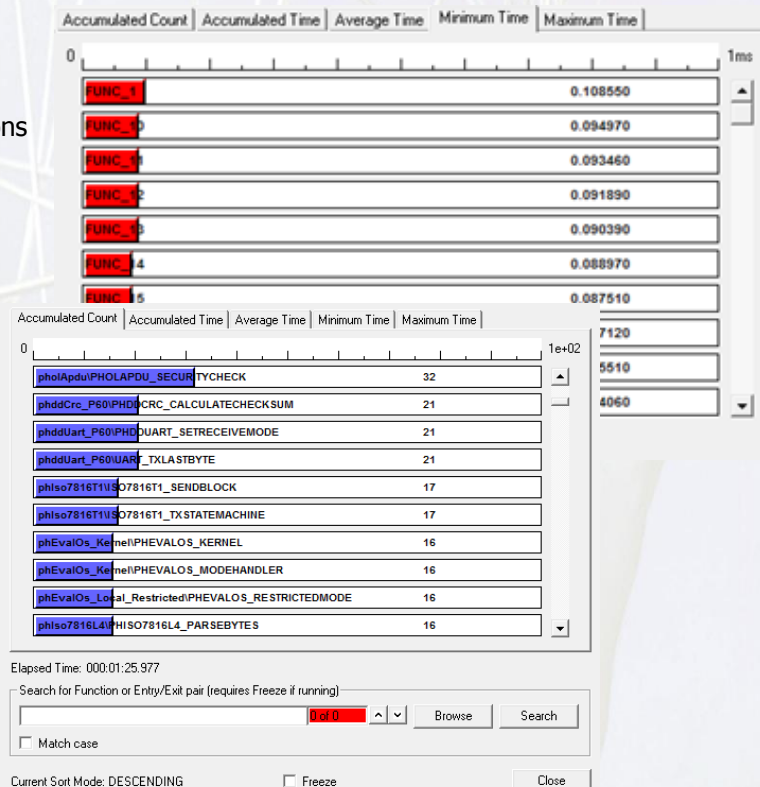 Accumulated Count Accumulated Time Average Time Minimum Time Maximum Time
0 1ms
ons
FUNC_1 0.108550
FUNC_10 0.094970
FUNC_11 0.093460
FUNC_12 0.091890
FUNC_13 0.090390
FUNC_14 0.088970
FUNC_15 0.087510
7120
5510
4060
Accumulated Count Accumulated Time Average Time Minimum Time Maximum Time
0 1e+02
pholApdu\PHOLAPDU_SECURITYCHECK 32
phddCrc_P60\PHDDCRC_CALCULATECHECKSUM 21
phddUart_P60\PHDDUART_SETRECEIVEMODE 21
phddUart_P60\UART_TXLASTBYTE 21
phIso7816T1\ISO7816T1_SENDBLOCK 17
phIso7816T1\ISO7816T1_TXSTATEMACHINE 17
phEvalOs_Kernel\PHEVALOS_KERNEL 16
phEvalOs_Kernel\PHEVALOS_MODEHANDLER 16
phEvalOs_Local_Restricted\PHEVALOS_RESTRICTEDMODE 16
phIso7816L4\PHISO7816L4_PARSEBYTES 16
Elapsed Time: 000:01:25.977
Search for Function or Entry/Exit pair (requires Freeze if running)
0 of 0 Browse Search
Match case
Current Sort Mode: DESCENDING Freeze Close